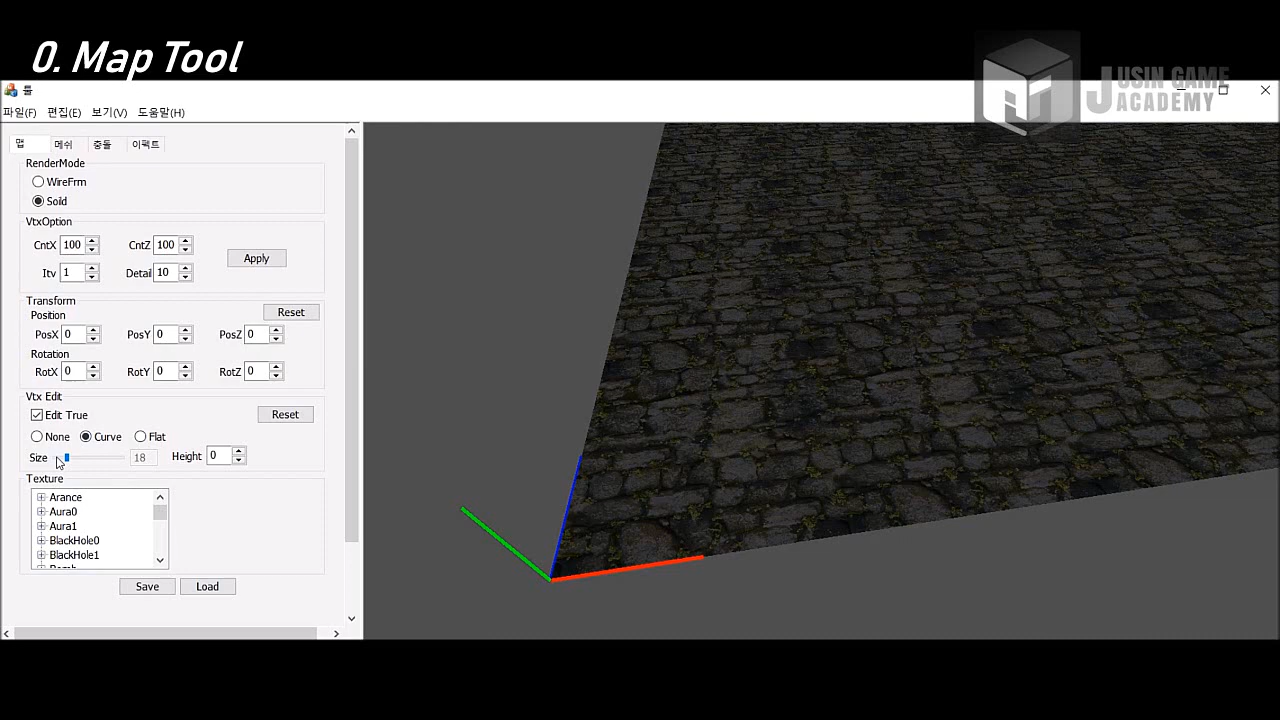 0. Map Tool
JUSIN GAME
ACADEMY
툴
파일(F) 편집(E) 보기(V) 도움말(H)
맵 메쉬 충돌 이펙트
RenderMode
WireFrm
Soild
VtxOption
CntX 100 CntZ 100
Apply
Itv 1 Detail 10
Transform
Position
Reset
PosX 0 PosY 0 PosZ 0
Rotation
RotX 0 RotY 0 RotZ 0
Vtx Edit
Edit True
Reset
None Curve Flat
Size 18 Height 0
Texture
Arance
Aura0
Aura1
BlackHole0
BlackHole1
Save Load